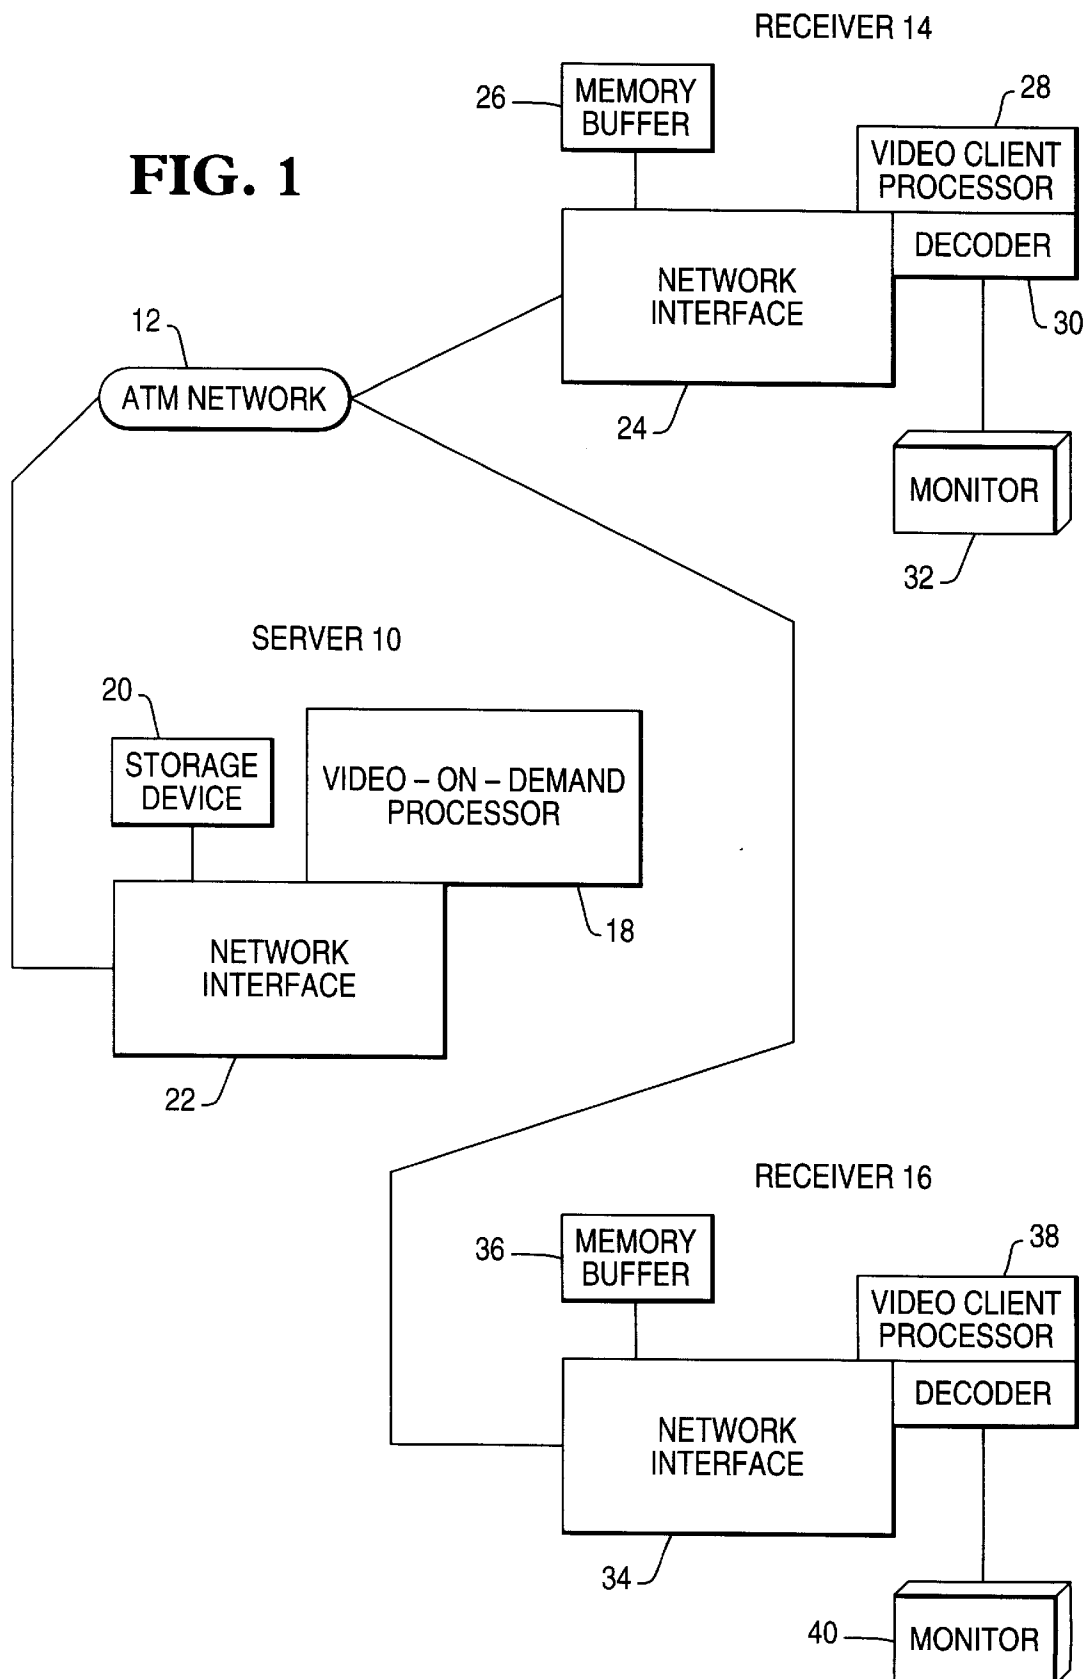 RECEIVER 14
26
MEMORY
BUFFER
28
VIDEO CLIENT
PROCESSOR
FIG. 1
DECODER
NETWORK
INTERFACE
30
12
ATM NETWORK
24
MONITOR
32
SERVER 10
20
STORAGE
DEVICE
VIDEO – ON – DEMAND
PROCESSOR
18
NETWORK
INTERFACE
22
RECEIVER 16
36
MEMORY
BUFFER
38
VIDEO CLIENT
PROCESSOR
DECODER
NETWORK
INTERFACE
34
40
MONITOR